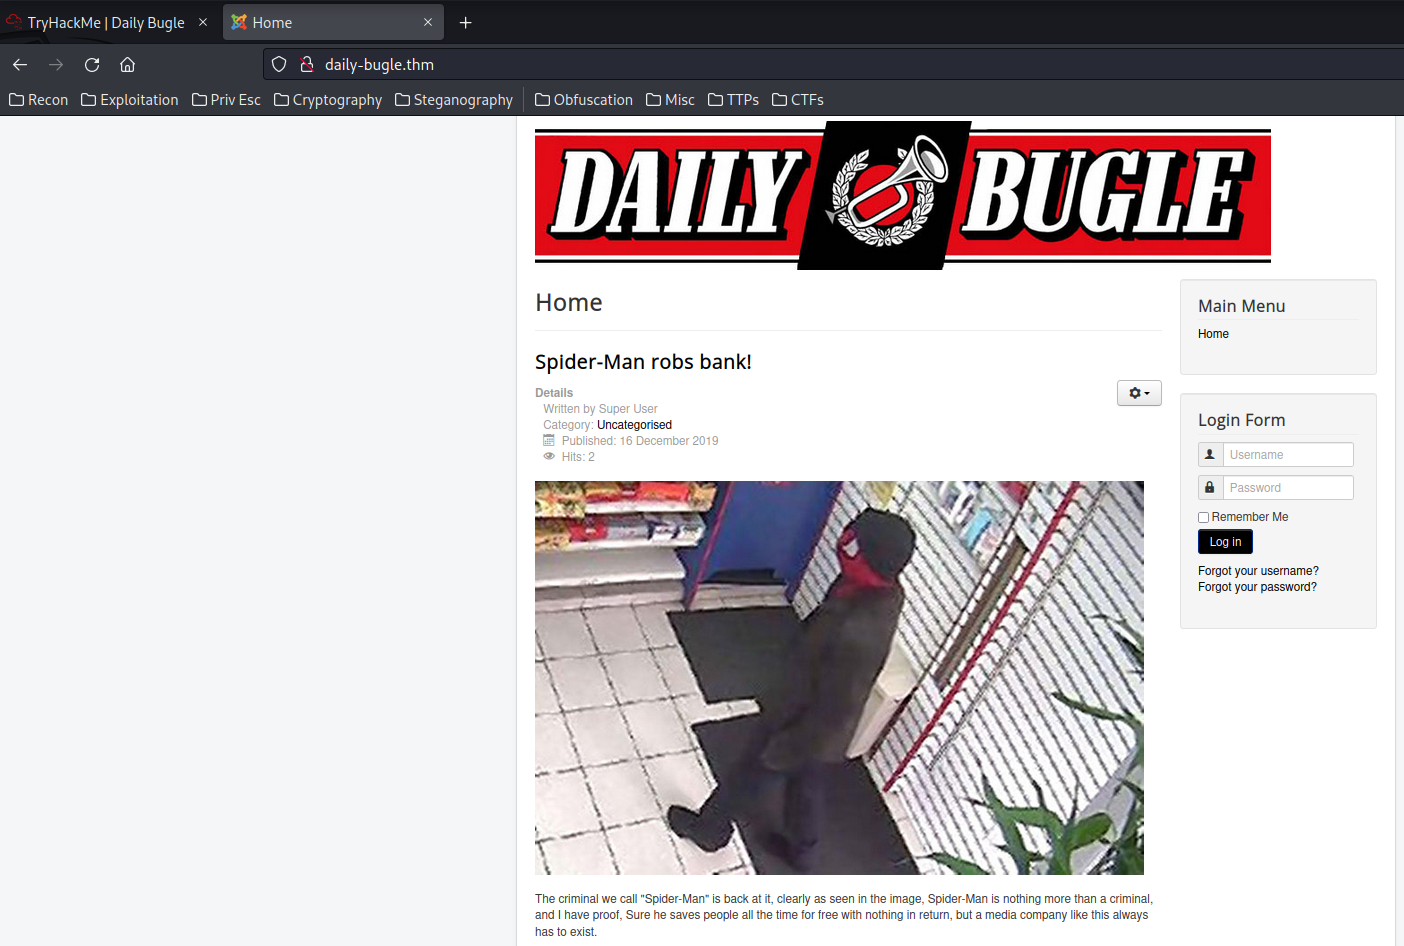 TryHackMe | Daily Bugle
Home
daily-bugle.thm
Recon Exploitation Priv Esc Cryptography Steganography Obfuscation Misc TTPs CTFs
DAILY BUGLE
Home
Spider-Man robs bank!
Details
Written by Super User
Category: Uncategorised
Published: 16 December 2019
Hits: 2
The criminal we call "Spider-Man" is back at it, clearly as seen in the image, Spider-Man is nothing more than a criminal,
and I have proof, Sure he saves people all the time for free with nothing in return, but a media company like this always
has to exist.
Main Menu
Home
Login Form
Username
Password
Remember Me
Log in
Forgot your username?
Forgot your password?